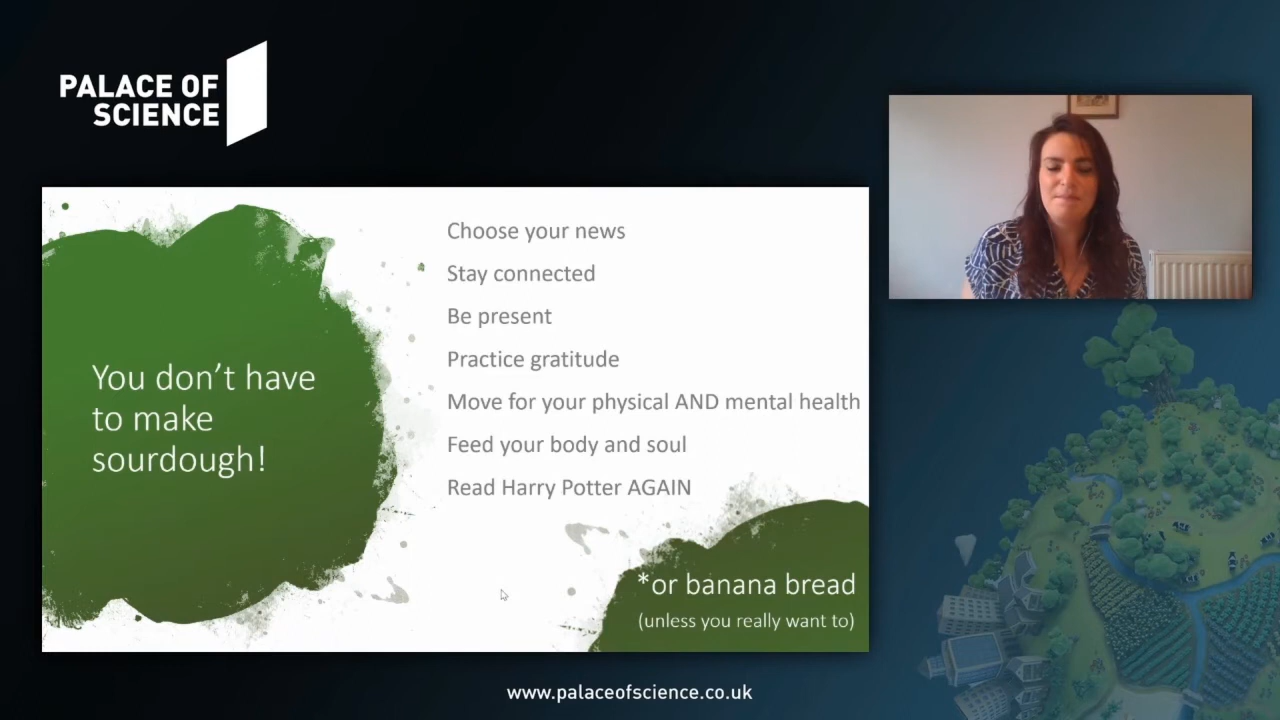 PALACE OF
SCIENCE
You don't have
to make
sourdough!
Choose your news
Stay connected
Be present
Practice gratitude
Move for your physical AND mental health
Feed your body and soul
Read Harry Potter AGAIN
*or banana bread
(unless you really want to)
www.palaceofscience.co.uk